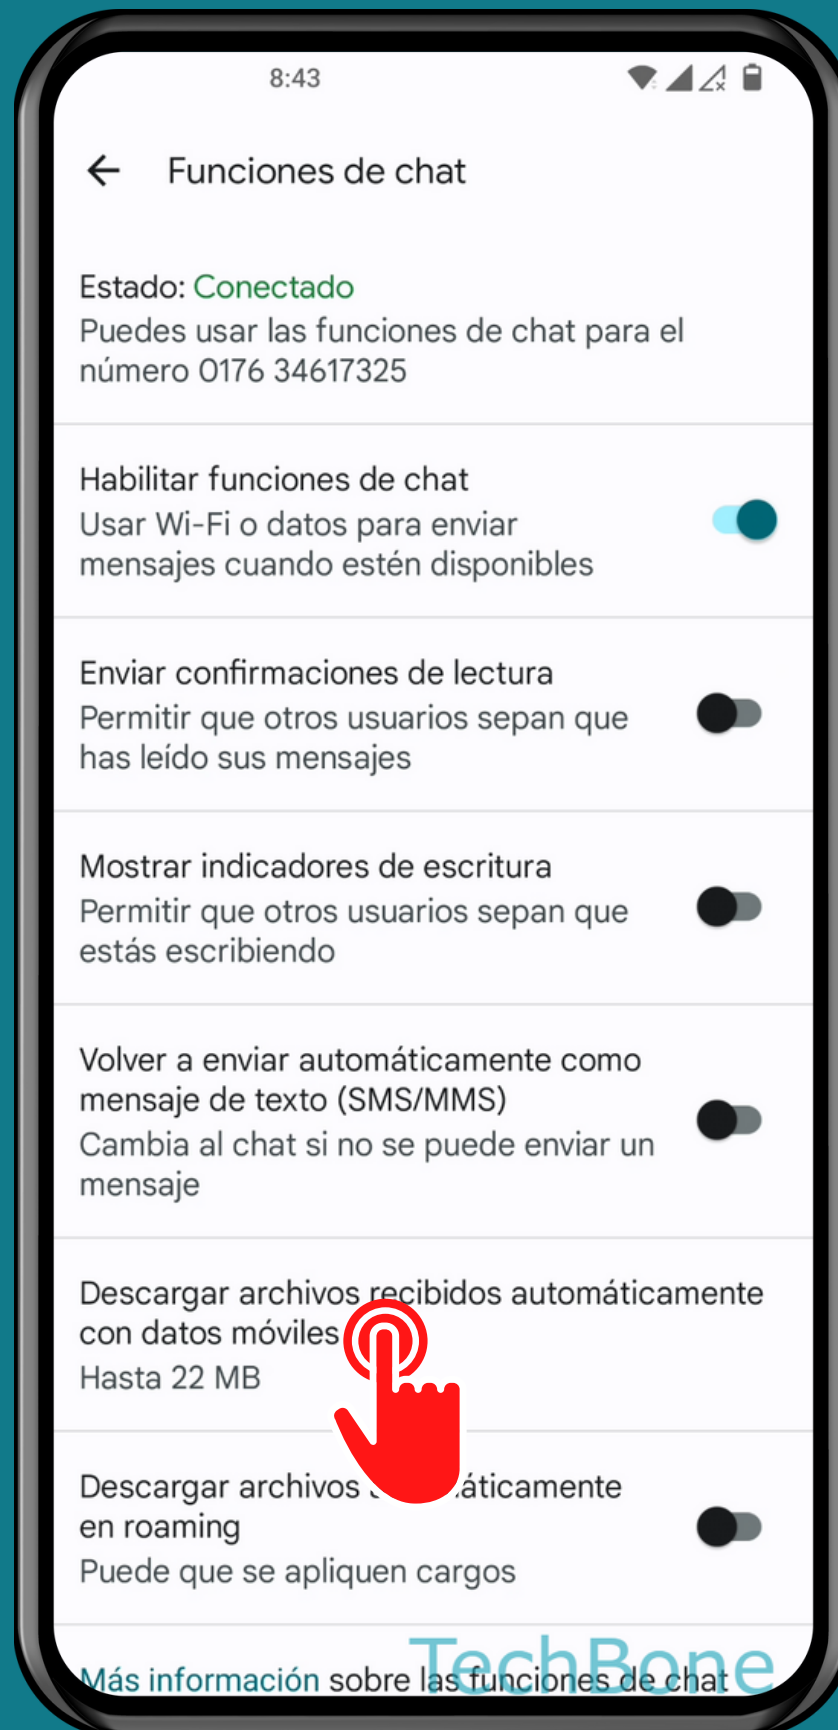 8:43
Funciones de chat
Estado: Conectado
Puedes usar las funciones de chat para el
número 0176 34617325
Habilitar funciones de chat
Usar Wi-Fi o datos para enviar
mensajes cuando estén disponibles
Enviar confirmaciones de lectura
Permitir que otros usuarios sepan que
has leído sus mensajes
Mostrar indicadores de escritura
Permitir que otros usuarios sepan que
estás escribiendo
Volver a enviar automáticamente como
mensaje de texto (SMS/MMS)
Cambia al chat si no se puede enviar un
mensaje
Descargar archivos recibidos automáticamente
con datos móviles
Hasta 22 MB
Descargar archivos
en roaming
Puede que se apliquen cargos
TechBone
Más información sobre las funciones de chat